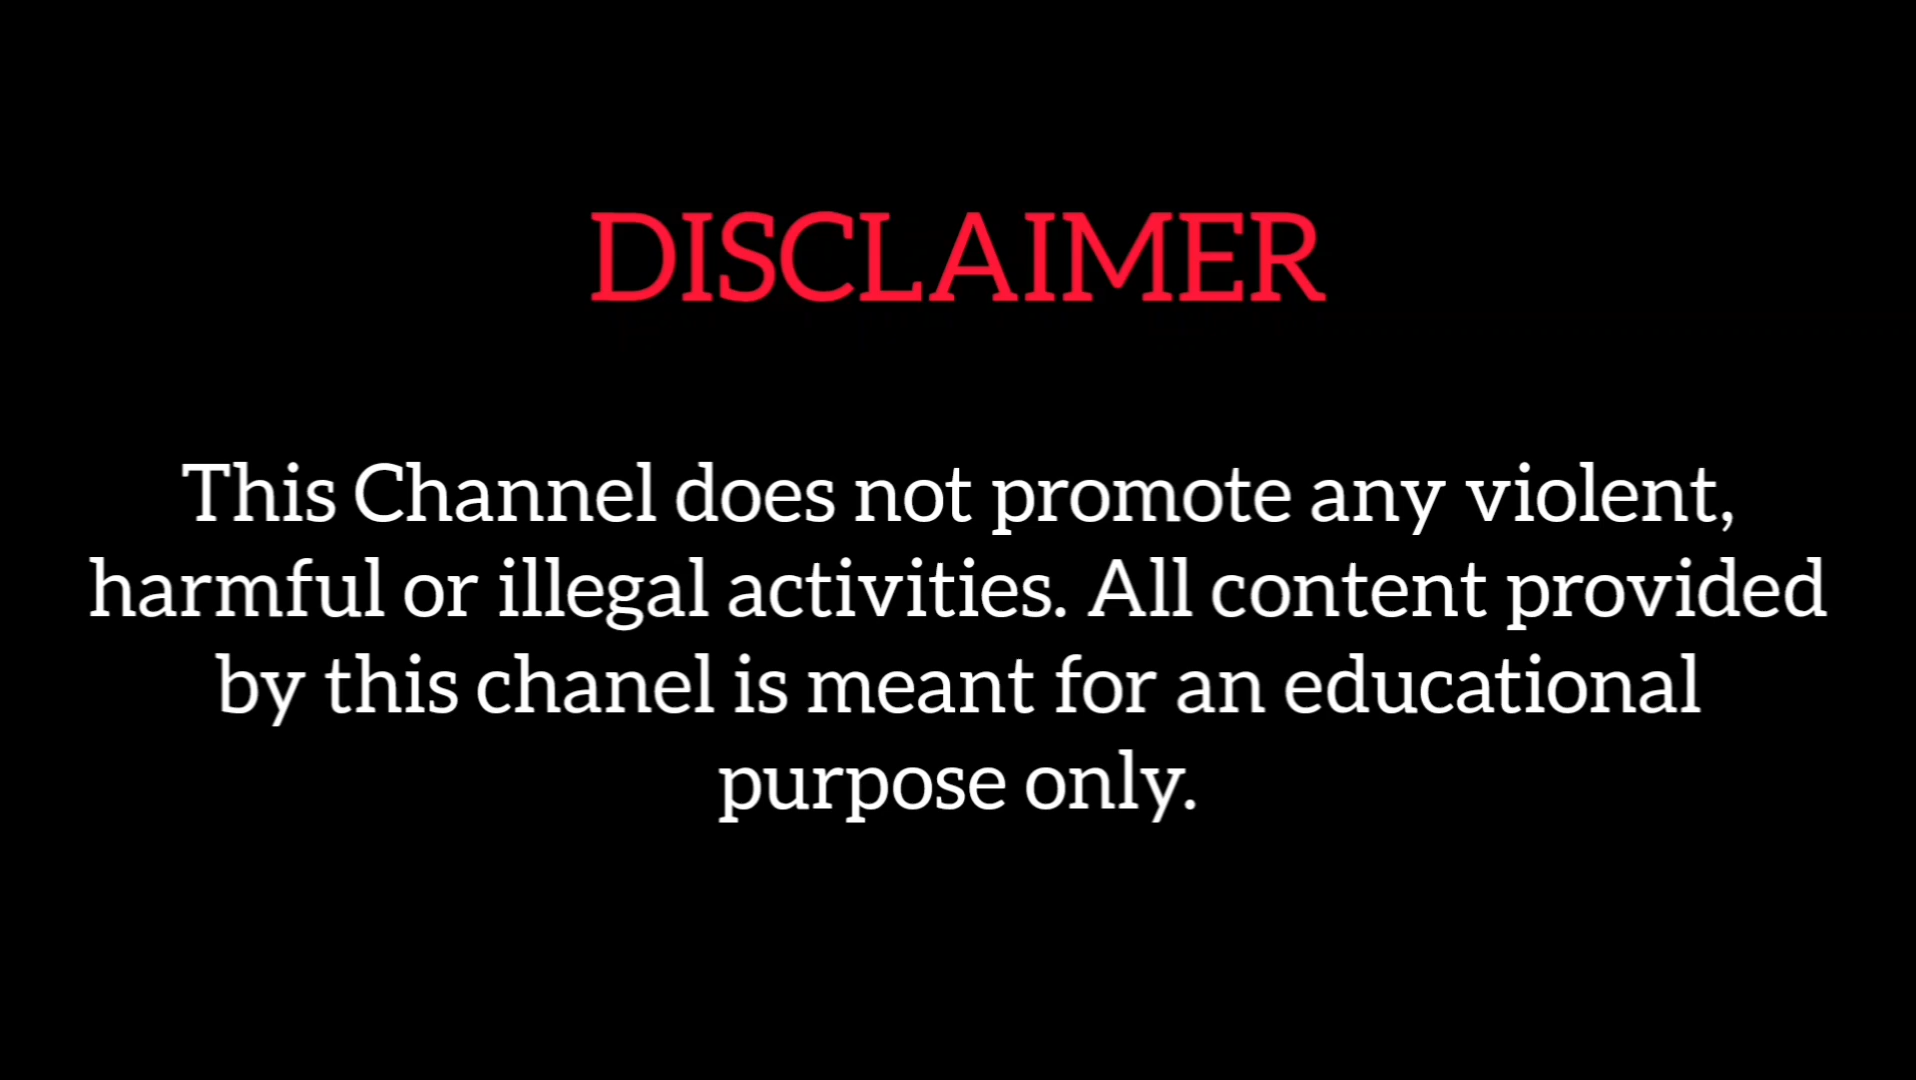 DISCLAIMER
This Channel does not promote any violent,
harmful or illegal activities. All content provided
by this chanel is meant for an educational
purpose only.